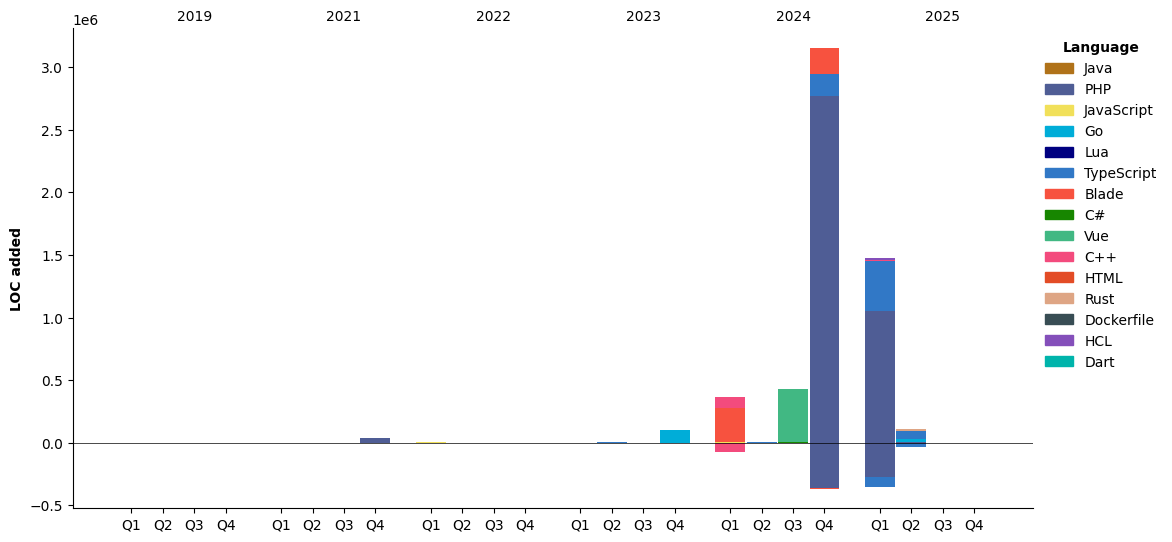 1e6
2019 2021 2022 2023 2024 2025
LOC added
3.0
2.5
2.0
1.5
1.0
0.5
0.0
−0.5
Q1 Q2 Q3 Q4 Q1 Q2 Q3 Q4 Q1 Q2 Q3 Q4 Q1 Q2 Q3 Q4 Q1 Q2 Q3 Q4 Q1 Q2 Q3 Q4
Language
Java
PHP
JavaScript
Go
Lua
TypeScript
Blade
C#
Vue
C++
HTML
Rust
Dockerfile
HCL
Dart